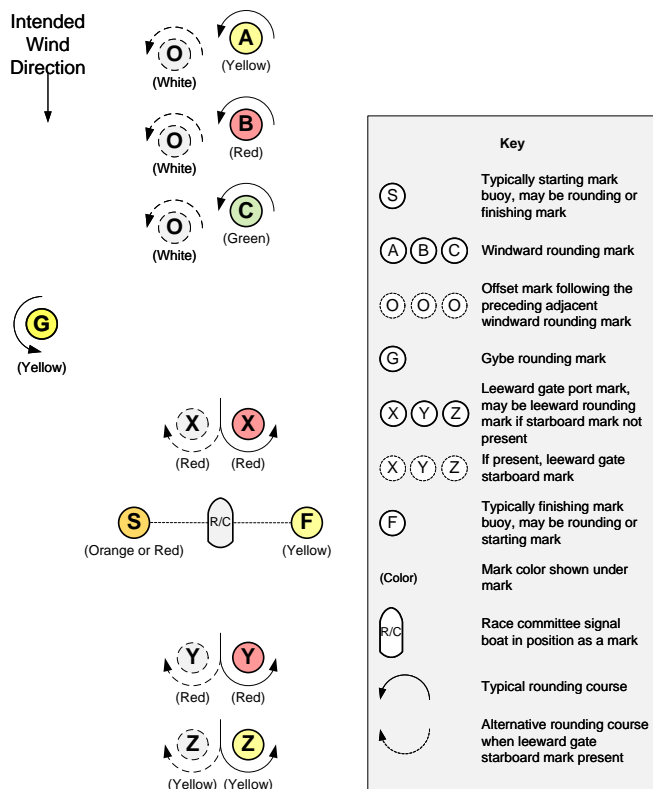 Intended
Wind
Direction
A
O
(Yellow)
(White)
B
O
(Red)
(White)
C
O
(Green)
(White)
G
(Yellow)
X X
(Red) (Red)
S R/C F
(Orange or Red) (Yellow)
Y Y
(Red) (Red)
Z Z
(Yellow) (Yellow)
Key
S
Typically starting mark
buoy, may be rounding or
finishing mark
A B C Windward rounding mark
O O O
Offset mark following the
preceding adjacent
windward rounding mark
G Gybe rounding mark
X Y Z
Leeward gate port mark,
may be leeward rounding
mark if starboard mark not
present
X Y Z
If present, leeward gate
starboard mark
F
Typically finishing mark
buoy, may be rounding or
starting mark
(Color)
Mark color shown under
mark
R/C
Race committee signal
boat in position as a mark
Typical rounding course
Alternative rounding course
when leeward gate
starboard mark present